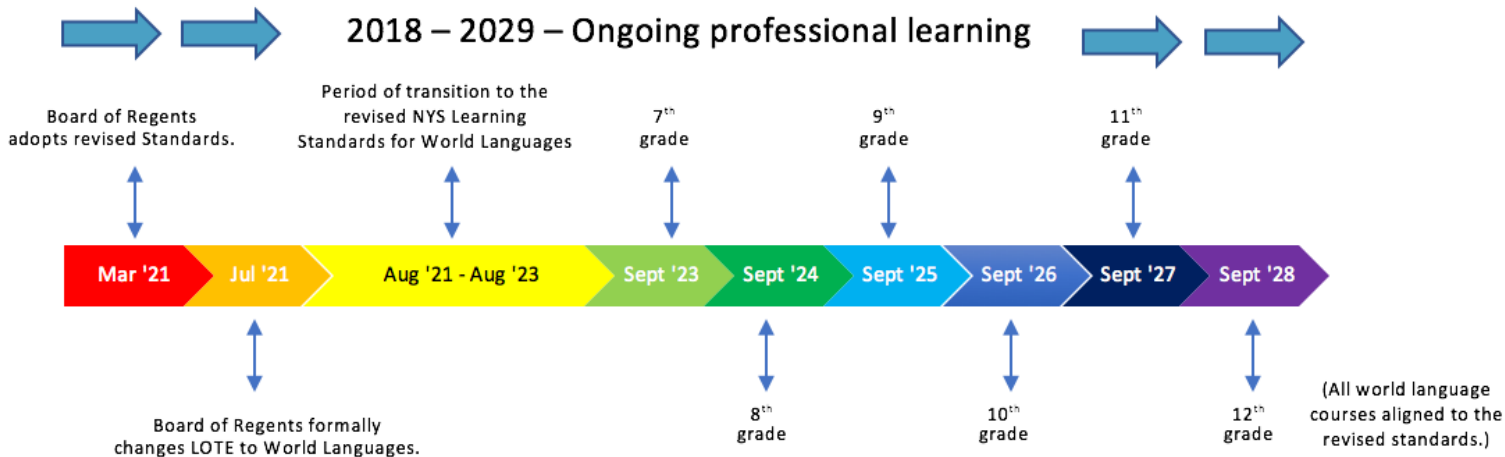 2018 – 2029 – Ongoing professional learning
Board of Regents
adopts revised Standards.
Period of transition to the
revised NYS Learning
Standards for World Languages
7th
grade
9th
grade
11th
grade
Mar '21
Jul '21
Aug '21 - Aug '23
Sept '23
Sept '24
Sept '25
Sept '26
Sept '27
Sept '28
Board of Regents formally
changes LOTE to World Languages.
8th
grade
10th
grade
12th
grade
(All world language
courses aligned to the
revised standards.)